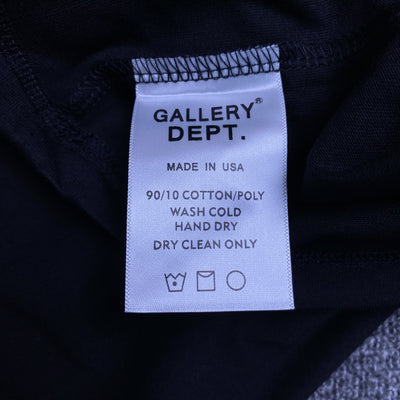 GALLERY®
DEPT.
MADE IN USA
90/10 COTTON/POLY
WASH COLD
HAND DRY
DRY CLEAN ONLY